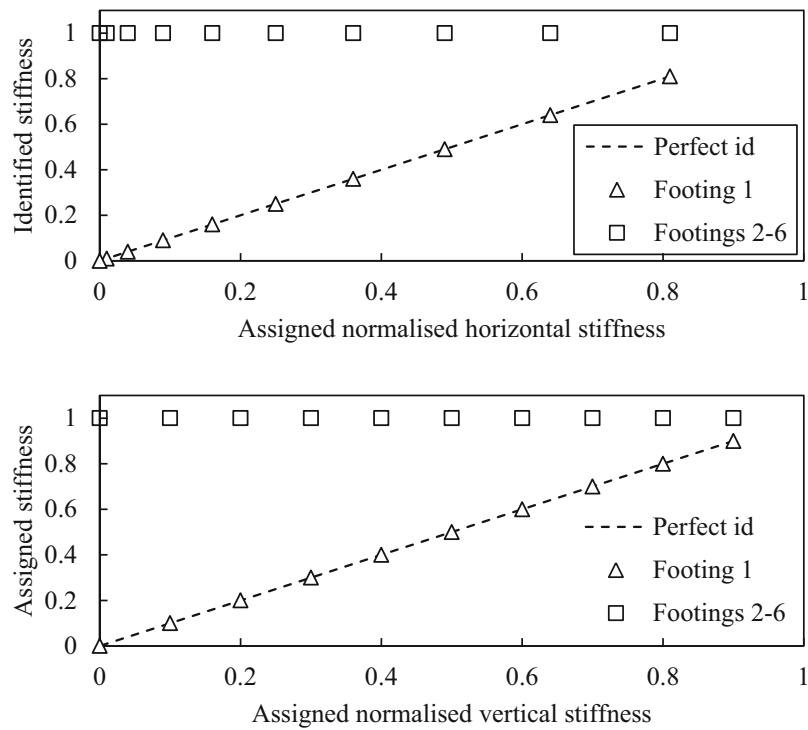 1
0.8
0.6
0.4
0.2
0
Identified stiffness
Perfect id
Footing 1
Footings 2-6
0 0.2 0.4 0.6 0.8 1
Assigned normalised horizontal stiffness
1
0.8
0.6
0.4
0.2
0
Assigned stiffness
Perfect id
Footing 1
Footings 2-6
0 0.2 0.4 0.6 0.8 1
Assigned normalised vertical stiffness